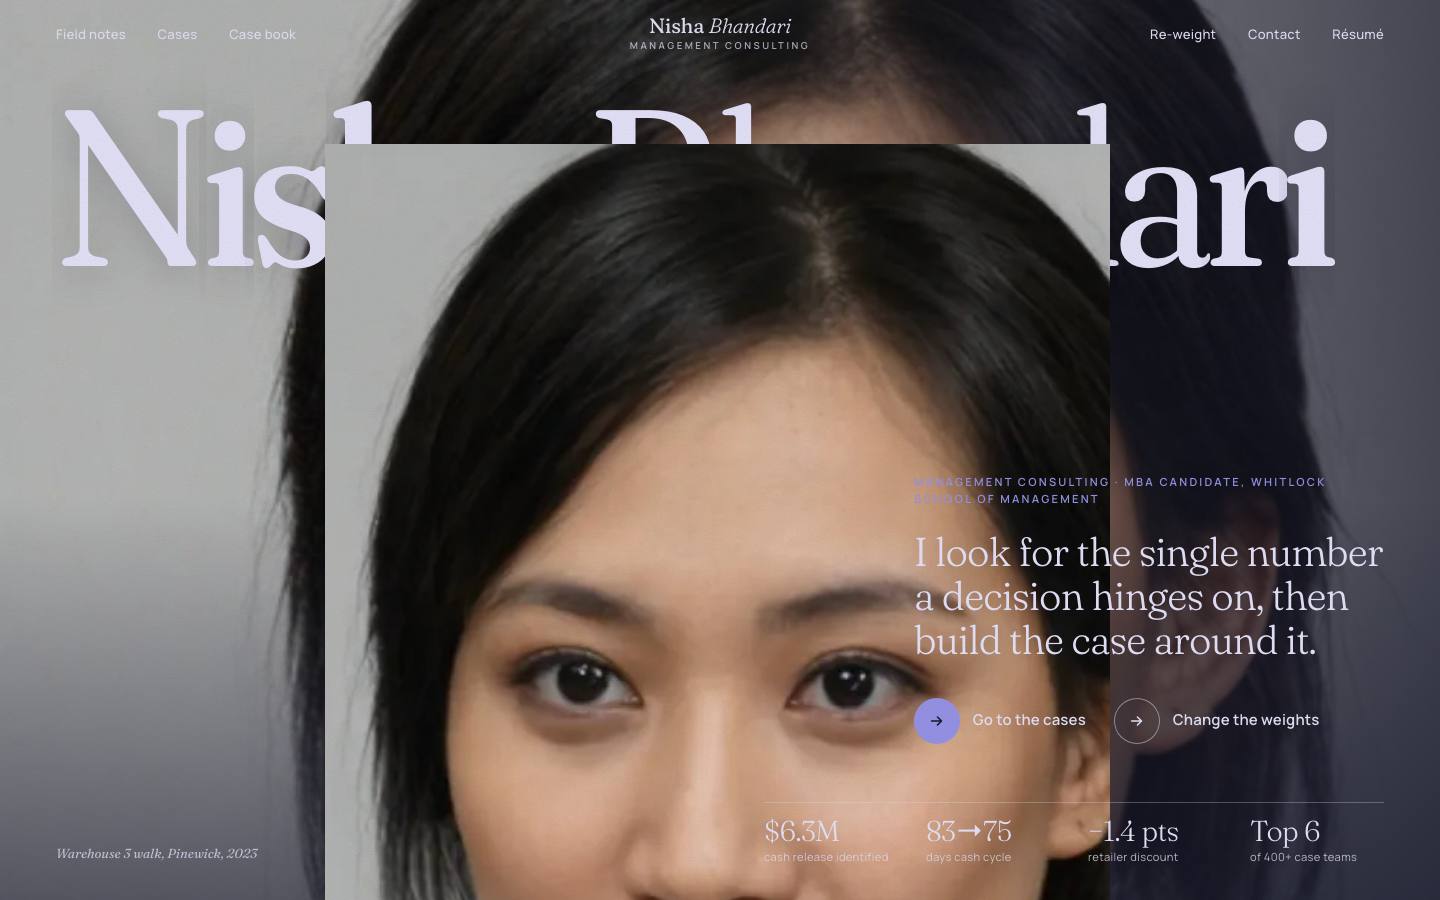 Field notes Cases Case book
Nisha Bhandari
MANAGEMENT CONSULTING
Re-weight Contact Résumé
MANAGEMENT CONSULTING · MBA CANDIDATE, WHITLOCK
SCHOOL OF MANAGEMENT
I look for the single number
a decision hinges on, then
build the case around it.
Go to the cases
Change the weights
$6.3M
cash release identified
83→75
days cash cycle
−1.4 pts
retailer discount
Top 6
of 400+ case teams
Warehouse 3 walk, Pinewick, 2023